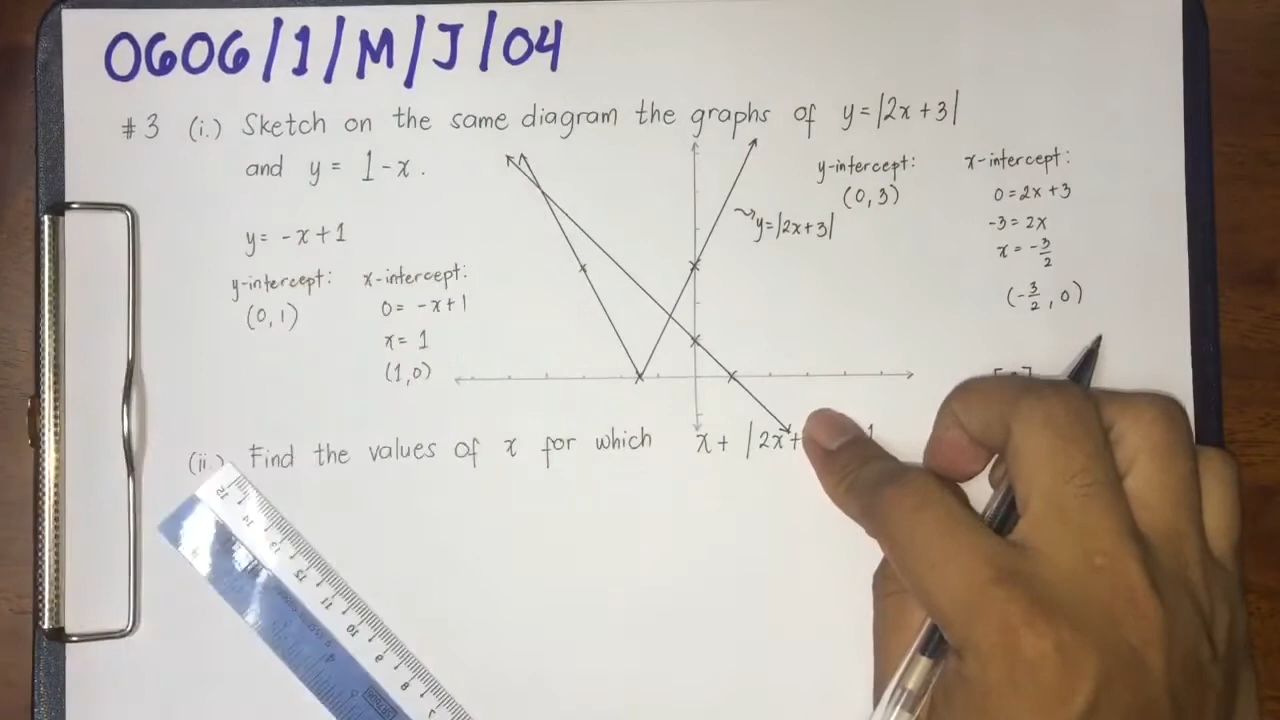 0606/1/M/J/04
#3 (i.) Sketch on the same diagram the graphs of y=|2x+3|
and y = 1-x.
y-intercept:
(0,3)
x-intercept:
0=2x+3
-3=2x
x=-3/2
(-3/2, 0)
y=|2x+3|
y= -x+1
y-intercept:
(0,1)
x-intercept:
0= -x+1
x= 1
(1,0)
(ii.) Find the values of x for which x+ |2x+ 1